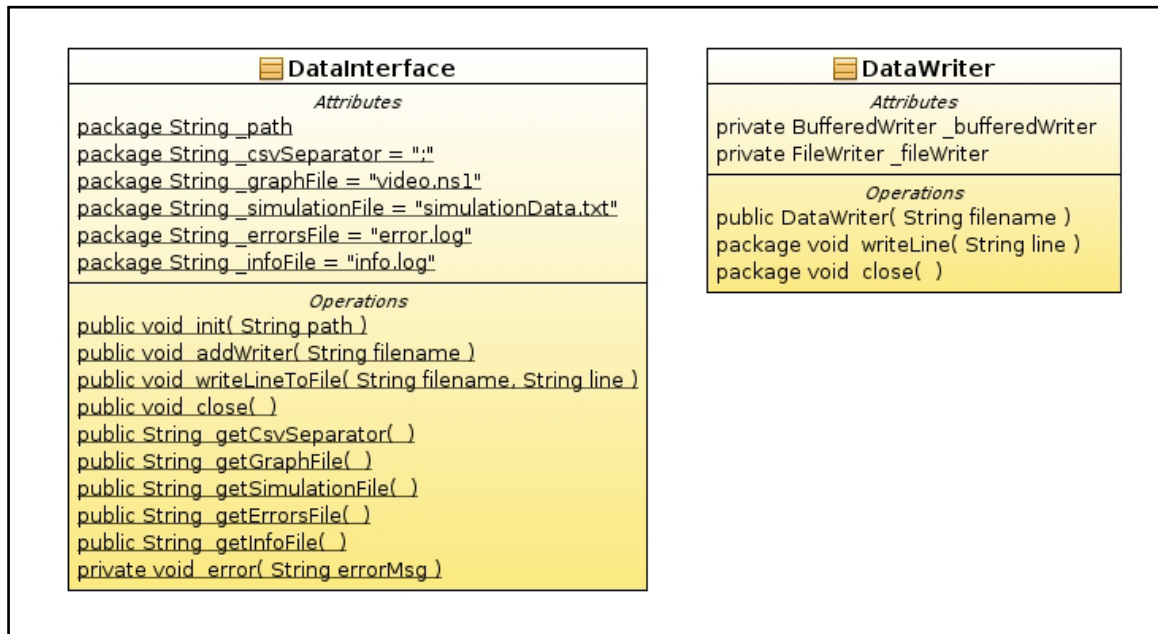 DataInterface
Attributes
package String _path
package String _csvSeparator = ";"
package String _graphFile = "video.ns1"
package String _simulationFile = "simulationData.txt"
package String _errorsFile = "error.log"
package String _infoFile = "info.log"
Operations
public void init( String path )
public void addWriter( String filename )
public void writeLineToFile( String filename, String line )
public void close( )
public String getCsvSeparator( )
public String getGraphFile( )
public String getSimulationFile( )
public String getErrorsFile( )
public String getInfoFile( )
private void error( String errorMsg )
DataWriter
Attributes
private BufferedWriter _bufferedWriter
private FileWriter _fileWriter
Operations
public DataWriter( String filename )
package void writeLine( String line )
package void close( )